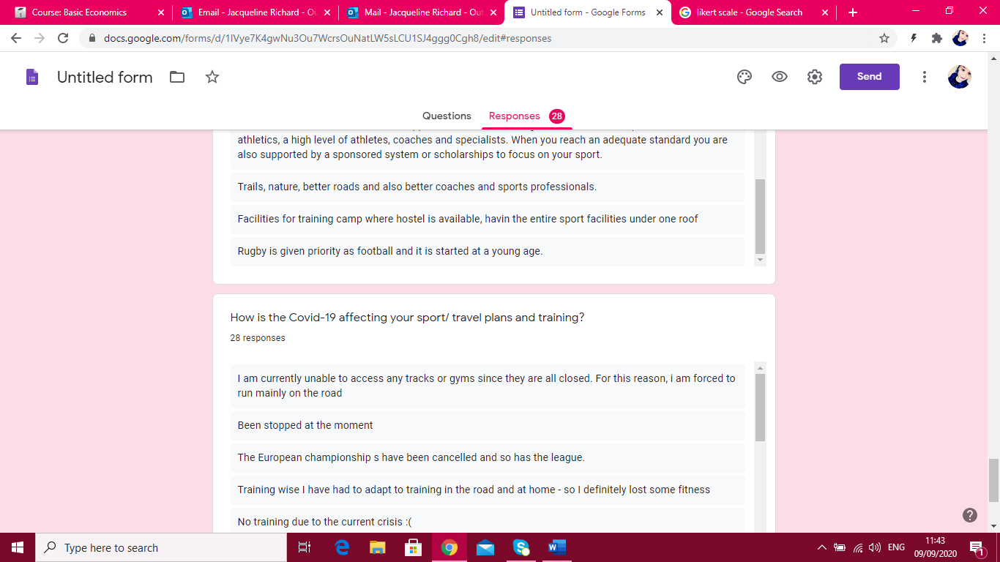 Course: Basic Economics
Email - Jacqueline Richard - Ou
Mail - Jacqueline Richard - Out
Untitled form - Google Forms
likert scale - Google Search
docs.google.com/forms/d/1IVye7K4gwNu3Ou7WcrsOuNatLW5sLCU1SJ4ggg0Cgh8/edit#responses
Untitled form
Send
Questions
Responses 28
athletics, a high level of athletes, coaches and specialists. When you reach an adequate standard you are
also supported by a sponsored system or scholarships to focus on your sport.
Trails, nature, better roads and also better coaches and sports professionals.
Facilities for training camp where hostel is available, havin the entire sport facilities under one roof
Rugby is given priority as football and it is started at a young age.
How is the Covid-19 affecting your sport/ travel plans and training?
28 responses
I am currently unable to access any tracks or gyms since they are all closed. For this reason, i am forced to
run mainly on the road
Been stopped at the moment
The European championship s have been cancelled and so has the league.
Training wise I have had to adapt to training in the road and at home - so I definitely lost some fitness
No training due to the current crisis :(
Type here to search
ENG
11:43
09/09/2020
1